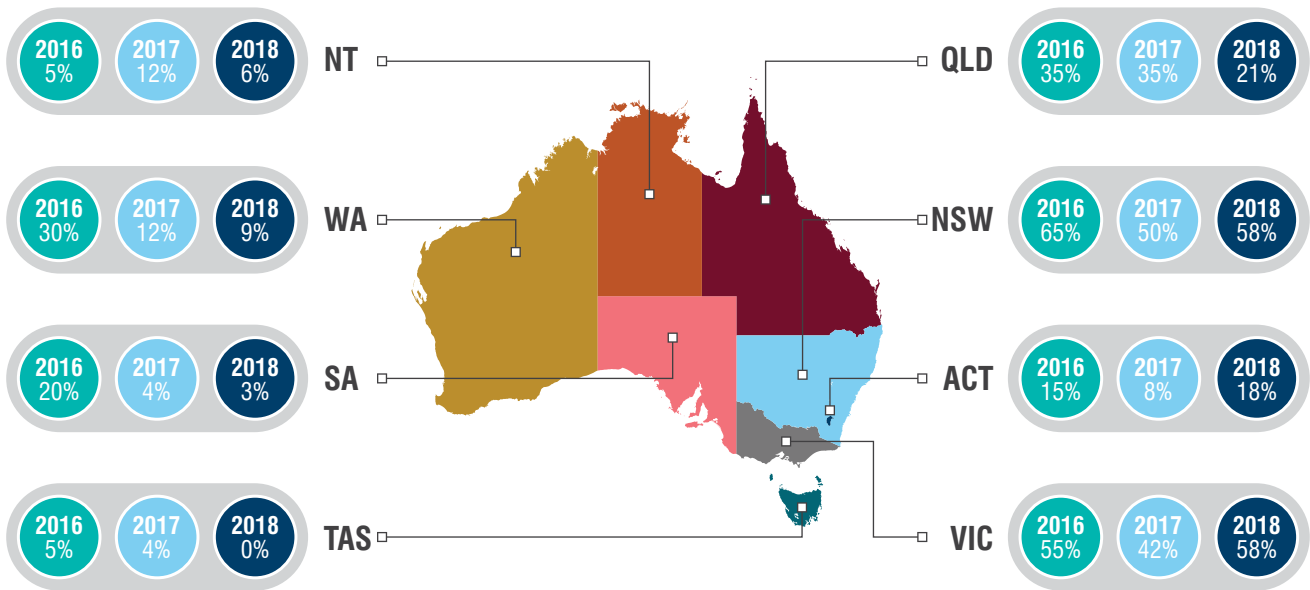 2016 2017 2018 NT QLD 2016 2017 2018
5% 12% 6% 35% 35% 21%
2016 2017 2018 WA NSW 2016 2017 2018
30% 12% 9% 65% 50% 58%
2016 2017 2018 SA ACT 2016 2017 2018
20% 4% 3% 15% 8% 18%
2016 2017 2018 TAS VIC 2016 2017 2018
5% 4% 0% 55% 42% 58%